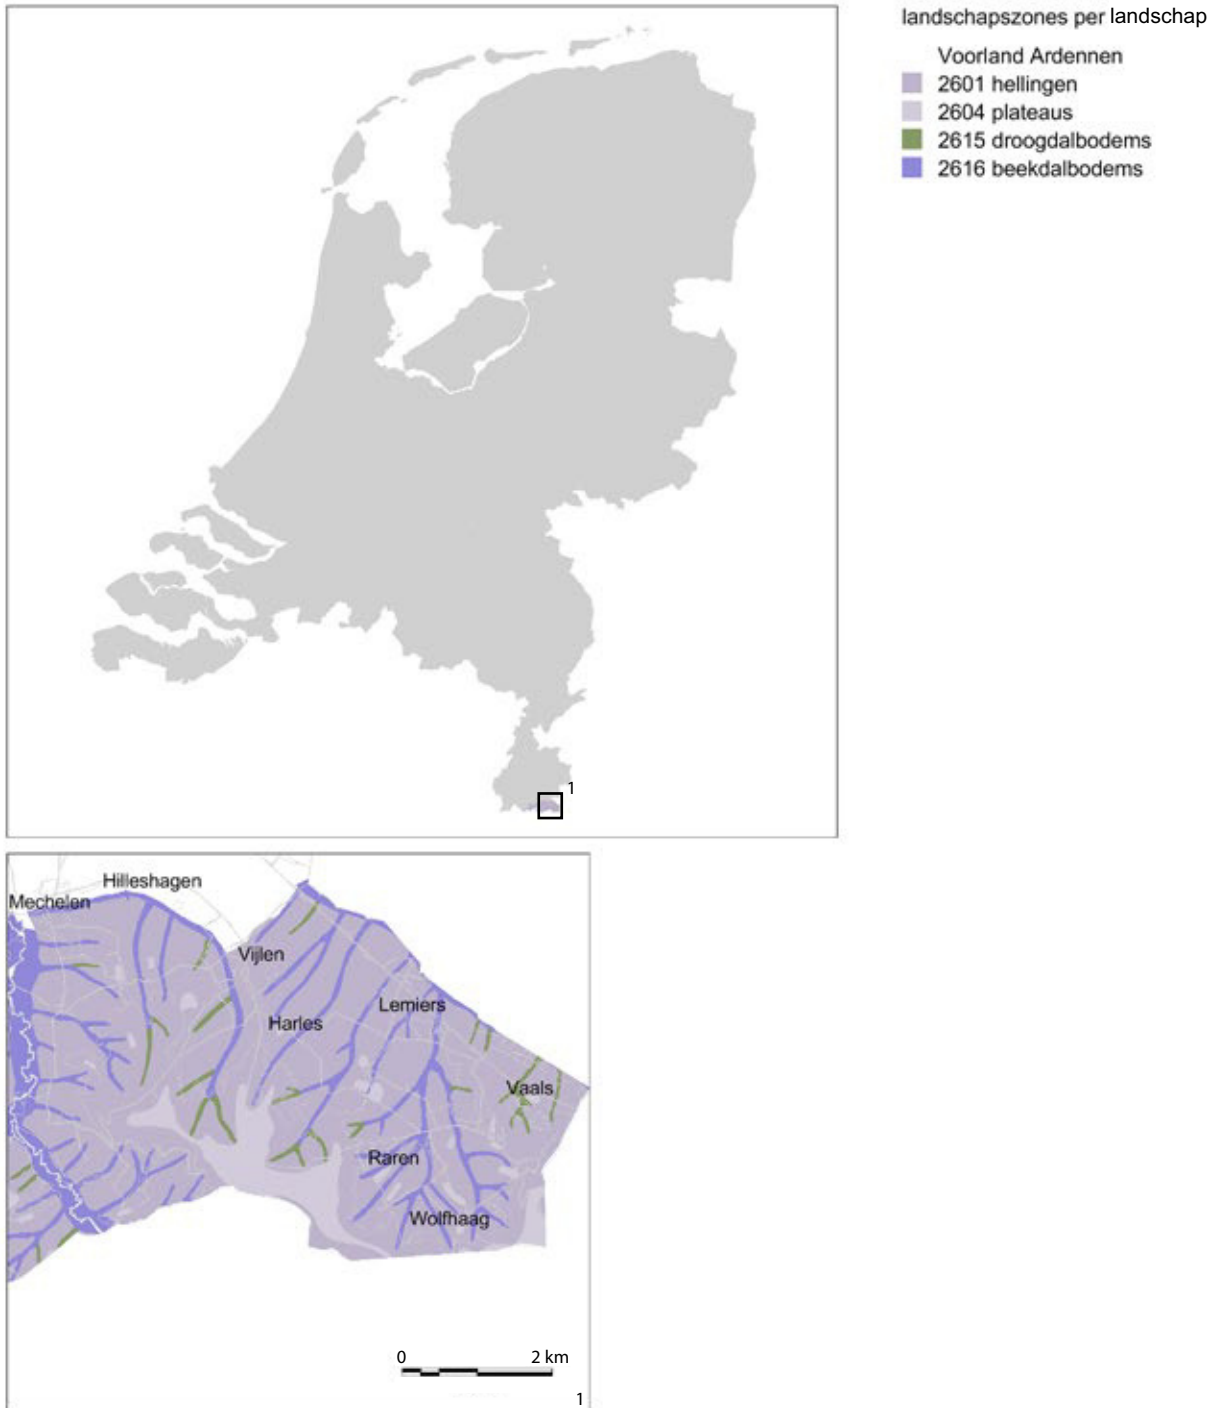 landschapszones per landschap
Voorland Ardennen
2601 hellingen
2604 plateaus
2615 droogdalbodems
2616 beekdalbodems
1
Hilleshagen
Mechelen
Vijlen
Lemiers
Harles
Vaals
Raren
Wolfhaag
0 2 km
1